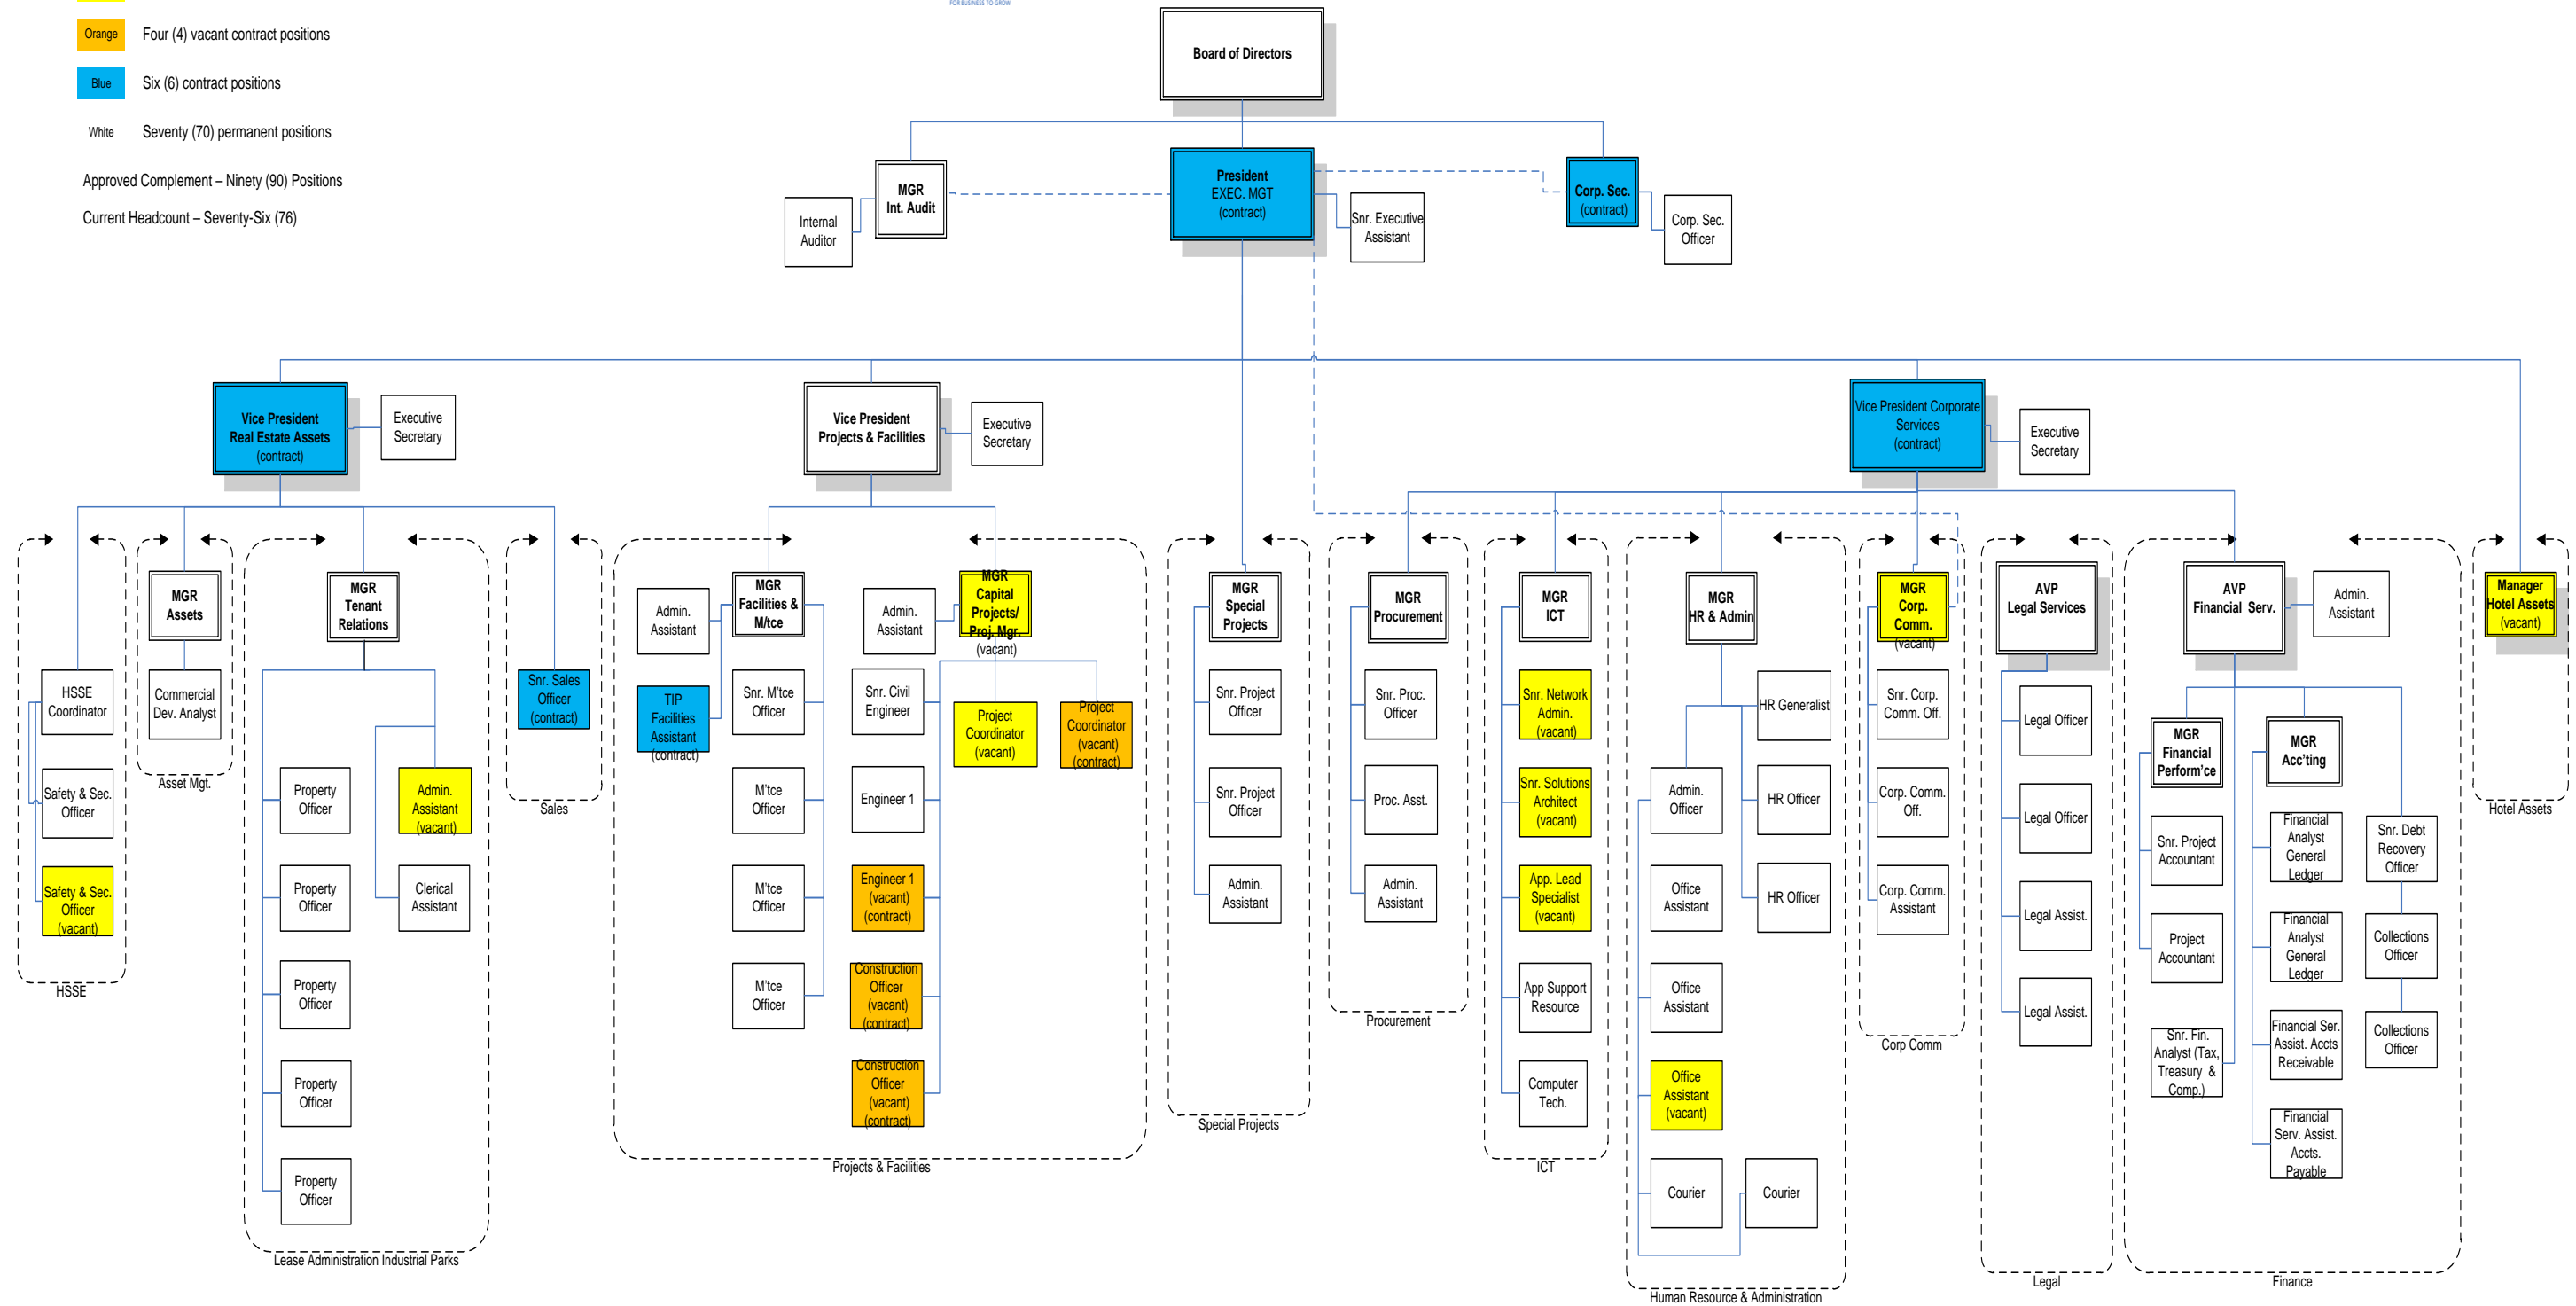 FOR BUSINESS TO GROW
Orange
Four (4) vacant contract positions
Blue
Six (6) contract positions
White
Seventy (70) permanent positions
Approved Complement – Ninety (90) Positions
Current Headcount – Seventy-Six (76)
Board of Directors
MGR
Int. Audit
Internal
Auditor
President
EXEC. MGT
(contract)
Snr. Executive
Assistant
Corp. Sec.
(contract)
Corp. Sec.
Officer
Vice President
Real Estate Assets
(contract)
Executive
Secretary
Vice President
Projects & Facilities
Executive
Secretary
Vice President Corporate
Services
(contract)
Executive
Secretary
HSSE
Coordinator
Safety & Sec.
Officer
Safety & Sec.
Officer
(vacant)
HSSE
MGR
Assets
Commercial
Dev. Analyst
Asset Mgt.
MGR
Tenant
Relations
Property
Officer
Property
Officer
Property
Officer
Property
Officer
Property
Officer
Admin.
Assistant
(vacant)
Clerical
Assistant
Lease Administration Industrial Parks
Snr. Sales
Officer
(contract)
Sales
Admin.
Assistant
TIP
Facilities
Assistant
(contract)
MGR
Facilities &
M/tce
Snr. M'tce
Officer
M'tce
Officer
M'tce
Officer
M'tce
Officer
Admin.
Assistant
MGR
Capital
Projects/
Proj. Mgr.
(vacant)
Snr. Civil
Engineer
Engineer 1
Engineer 1
(vacant)
(contract)
Construction
Officer
(vacant)
(contract)
Construction
Officer
(vacant)
(contract)
Project
Coordinator
(vacant)
Project
Coordinator
(vacant)
(contract)
Projects & Facilities
MGR
Special
Projects
Snr. Project
Officer
Snr. Project
Officer
Admin.
Assistant
Special Projects
MGR
Procurement
Snr. Proc.
Officer
Proc. Asst.
Admin.
Assistant
Procurement
MGR
ICT
Snr. Network
Admin.
(vacant)
Snr. Solutions
Architect
(vacant)
App. Lead
Specialist
(vacant)
App Support
Resource
Computer
Tech.
ICT
MGR
HR & Admin
HR Generalist
HR Officer
HR Officer
Admin.
Officer
Office
Assistant
Office
Assistant
Office
Assistant
(vacant)
Courier
Courier
Human Resource & Administration
MGR
Corp.
Comm.
(vacant)
Snr. Corp.
Comm. Off.
Corp. Comm.
Off.
Corp. Comm.
Assistant
Corp Comm
AVP
Legal Services
Legal Officer
Legal Officer
Legal Assist.
Legal Assist.
Legal
AVP
Financial Serv.
Admin.
Assistant
MGR
Financial
Perform'ce
Snr. Project
Accountant
Project
Accountant
Snr. Fin.
Analyst (Tax,
Treasury &
Comp.)
MGR
Acc'ting
Financial
Analyst
General
Ledger
Financial
Analyst
General
Ledger
Financial Ser.
Assist. Accts
Receivable
Financial
Serv. Assist.
Accts.
Payable
Snr. Debt
Recovery
Officer
Collections
Officer
Collections
Officer
Finance
Manager
Hotel Assets
(vacant)
Hotel Assets